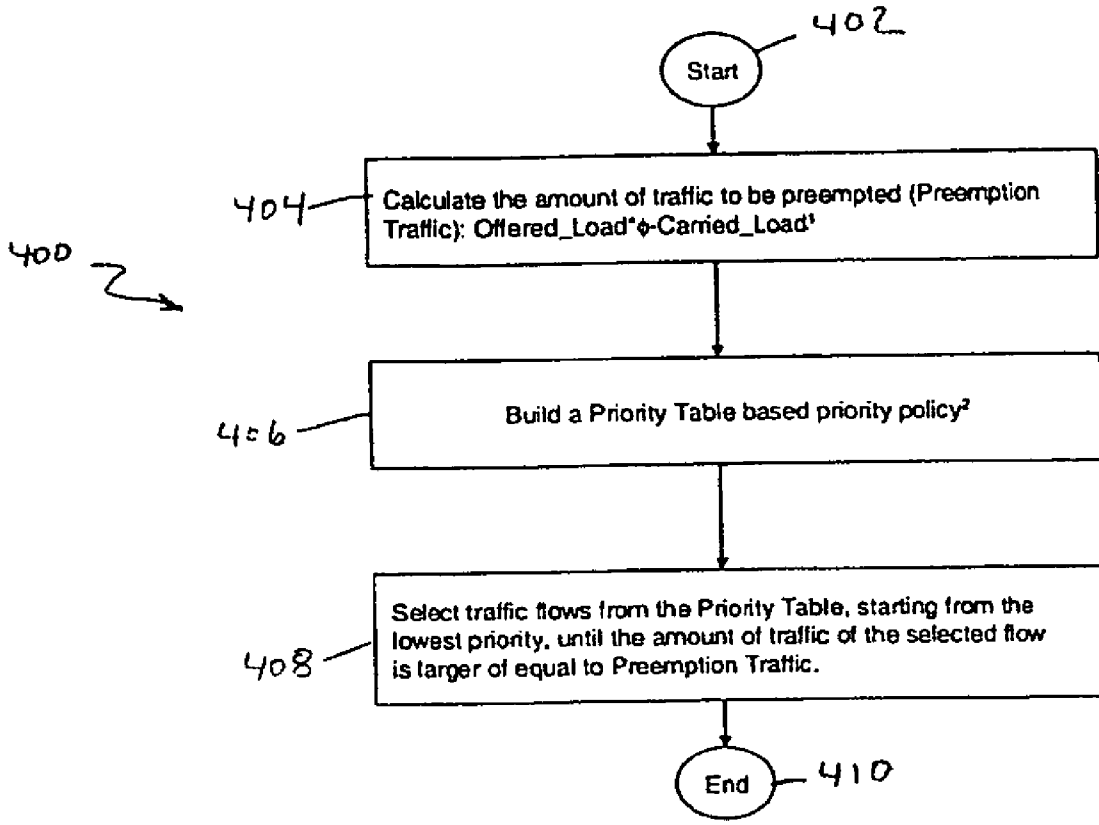 402
Start
404
Calculate the amount of traffic to be preempted (Preemption
Traffic): Offered_Load*ϕ-Carried_Load¹
400
406
Build a Priority Table based priority policy²
408
Select traffic flows from the Priority Table, starting from the
lowest priority, until the amount of traffic of the selected flow
is targer of equal to Preemption Traffic.
End
410